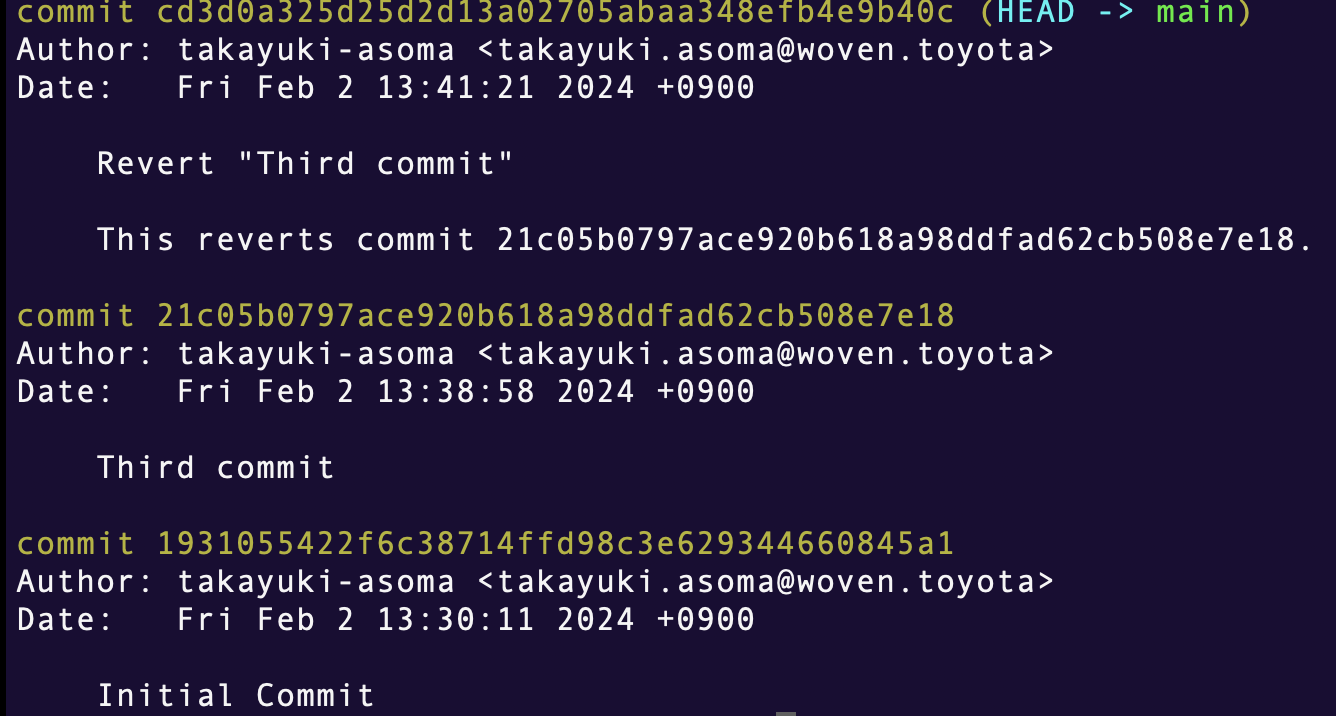 commit cd3d0a325d25d2d13a02705abaa348efb4e9b40c (HEAD -> main)
Author: takayuki-asoma <takayuki.asoma@woven.toyota>
Date:   Fri Feb 2 13:41:21 2024 +0900
    Revert "Third commit"
    This reverts commit 21c05b0797ace920b618a98ddfad62cb508e7e18.
commit 21c05b0797ace920b618a98ddfad62cb508e7e18
Author: takayuki-asoma <takayuki.asoma@woven.toyota>
Date:   Fri Feb 2 13:38:58 2024 +0900
    Third commit
commit 1931055422f6c38714ffd98c3e629344660845a1
Author: takayuki-asoma <takayuki.asoma@woven.toyota>
Date:   Fri Feb 2 13:30:11 2024 +0900
    Initial Commit